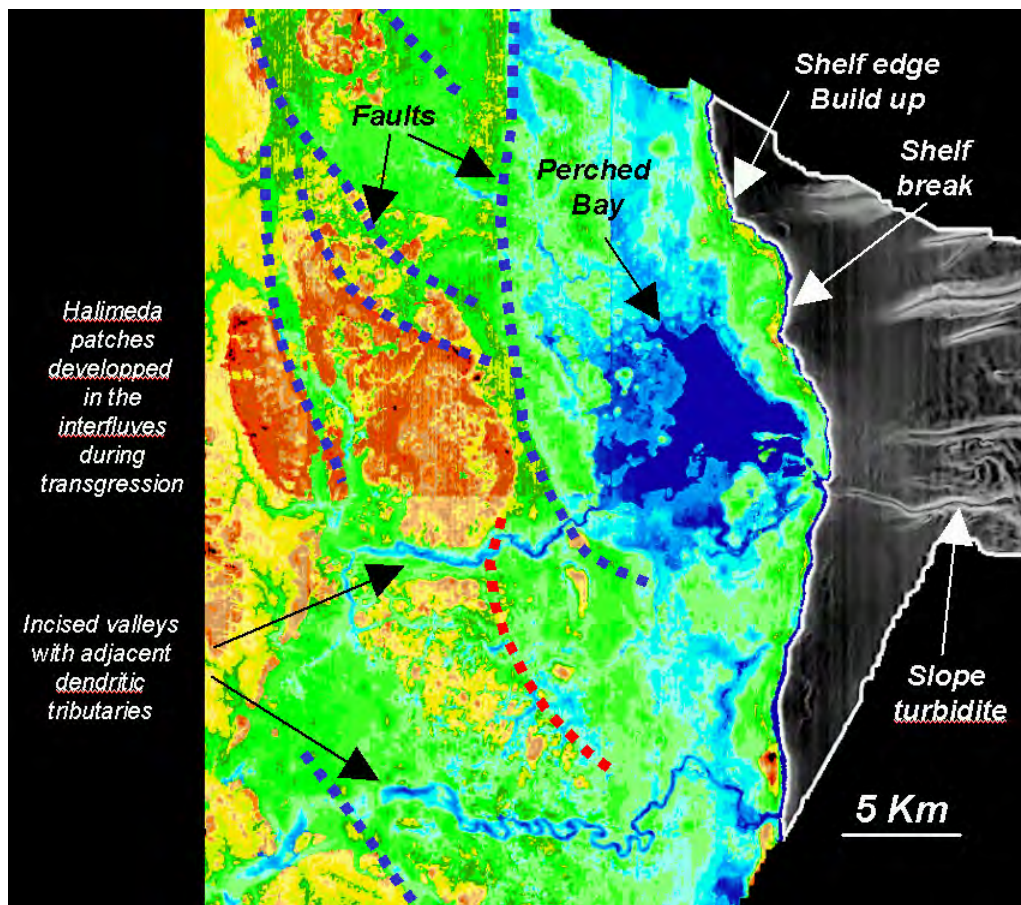 Shelf edge
Build up
Faults
Shelf
break
Perched
Bay
Halimeda
patches
developped
in the
interfluves
during
transgression
Incised valleys
with adjacent
dendritic
tributaries
Slope
turbidite
5 Km